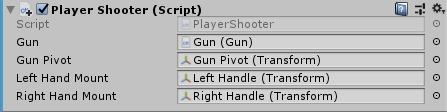 Player Shooter (Script)
Script PlayerShooter
Gun Gun (Gun)
Gun Pivot Gun Pivot (Transform)
Left Hand Mount Left Handle (Transform)
Right Hand Mount Right Handle (Transform)